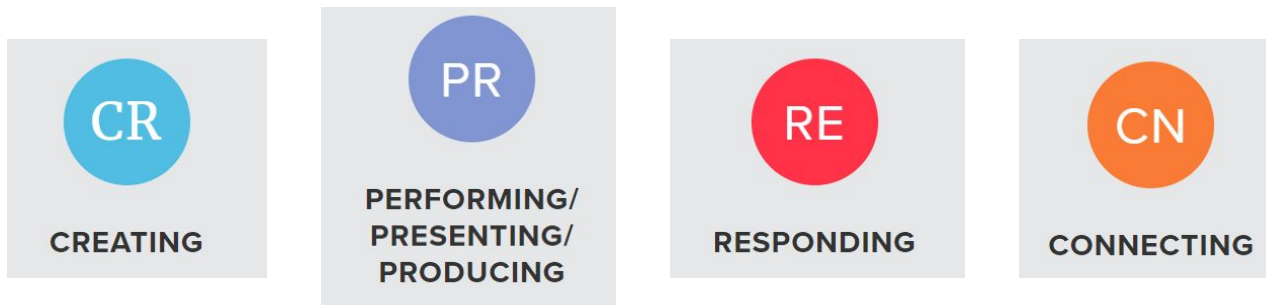 CR
CREATING
PR
PERFORMING/
PRESENTING/
PRODUCING
RE
RESPONDING
CN
CONNECTING